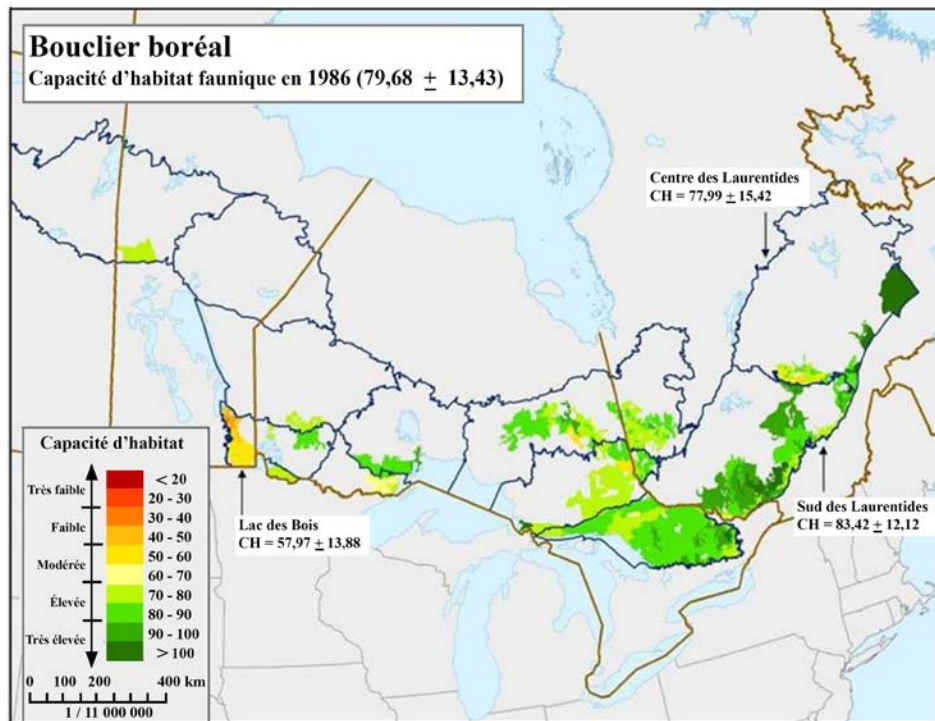 Bouclier boréal
Capacité d'habitat faunique en 1986 (79,68 ± 13,43)
Centre des Laurentides
CH = 77,99 ± 15,42
Capacité d'habitat
Très faible
Faible
Modérée
Élevée
Très élevée
< 20
20 - 30
30 - 40
40 - 50
50 - 60
60 - 70
70 - 80
80 - 90
90 - 100
> 100
Lac des Bois
CH = 57,97 ± 13,88
Sud des Laurentides
CH = 83,42 ± 12,12
0 100 200 400 km
1 / 11 000 000